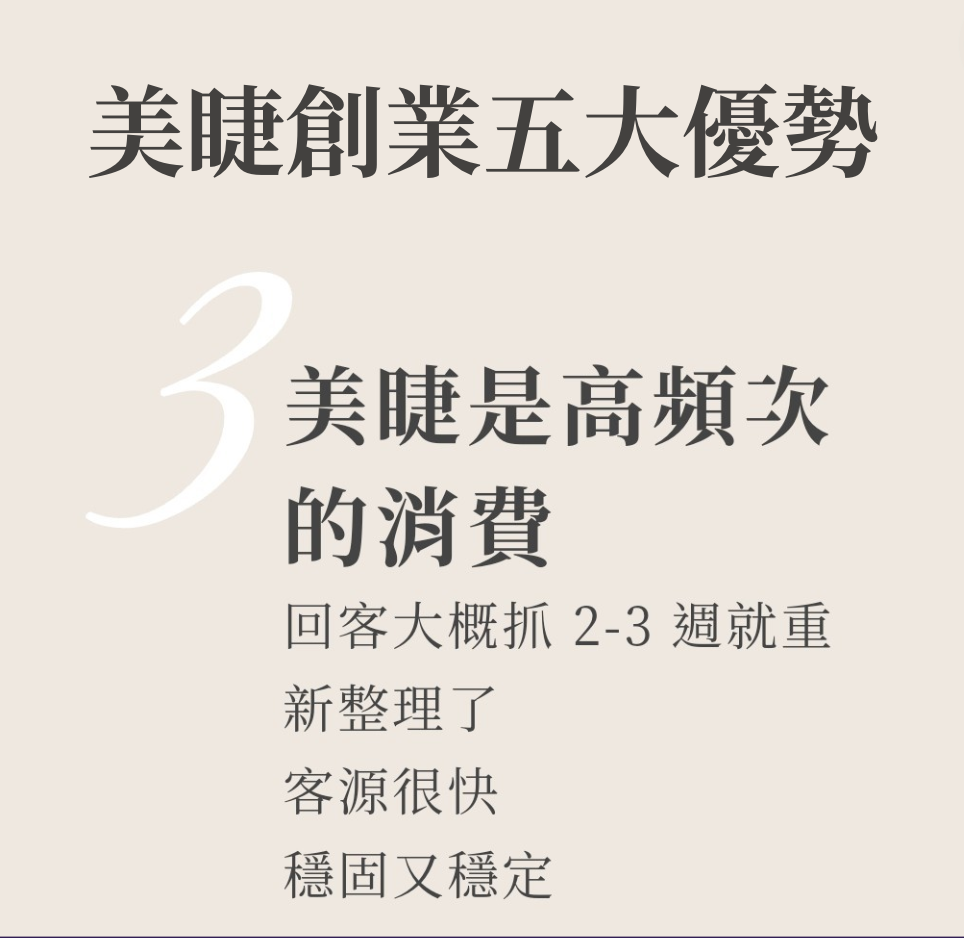 美睫創業五大優勢
3
美睫是高頻次
的消費
回客大概抓 2-3 週就重
新整理了
客源很快
穩固又穩定